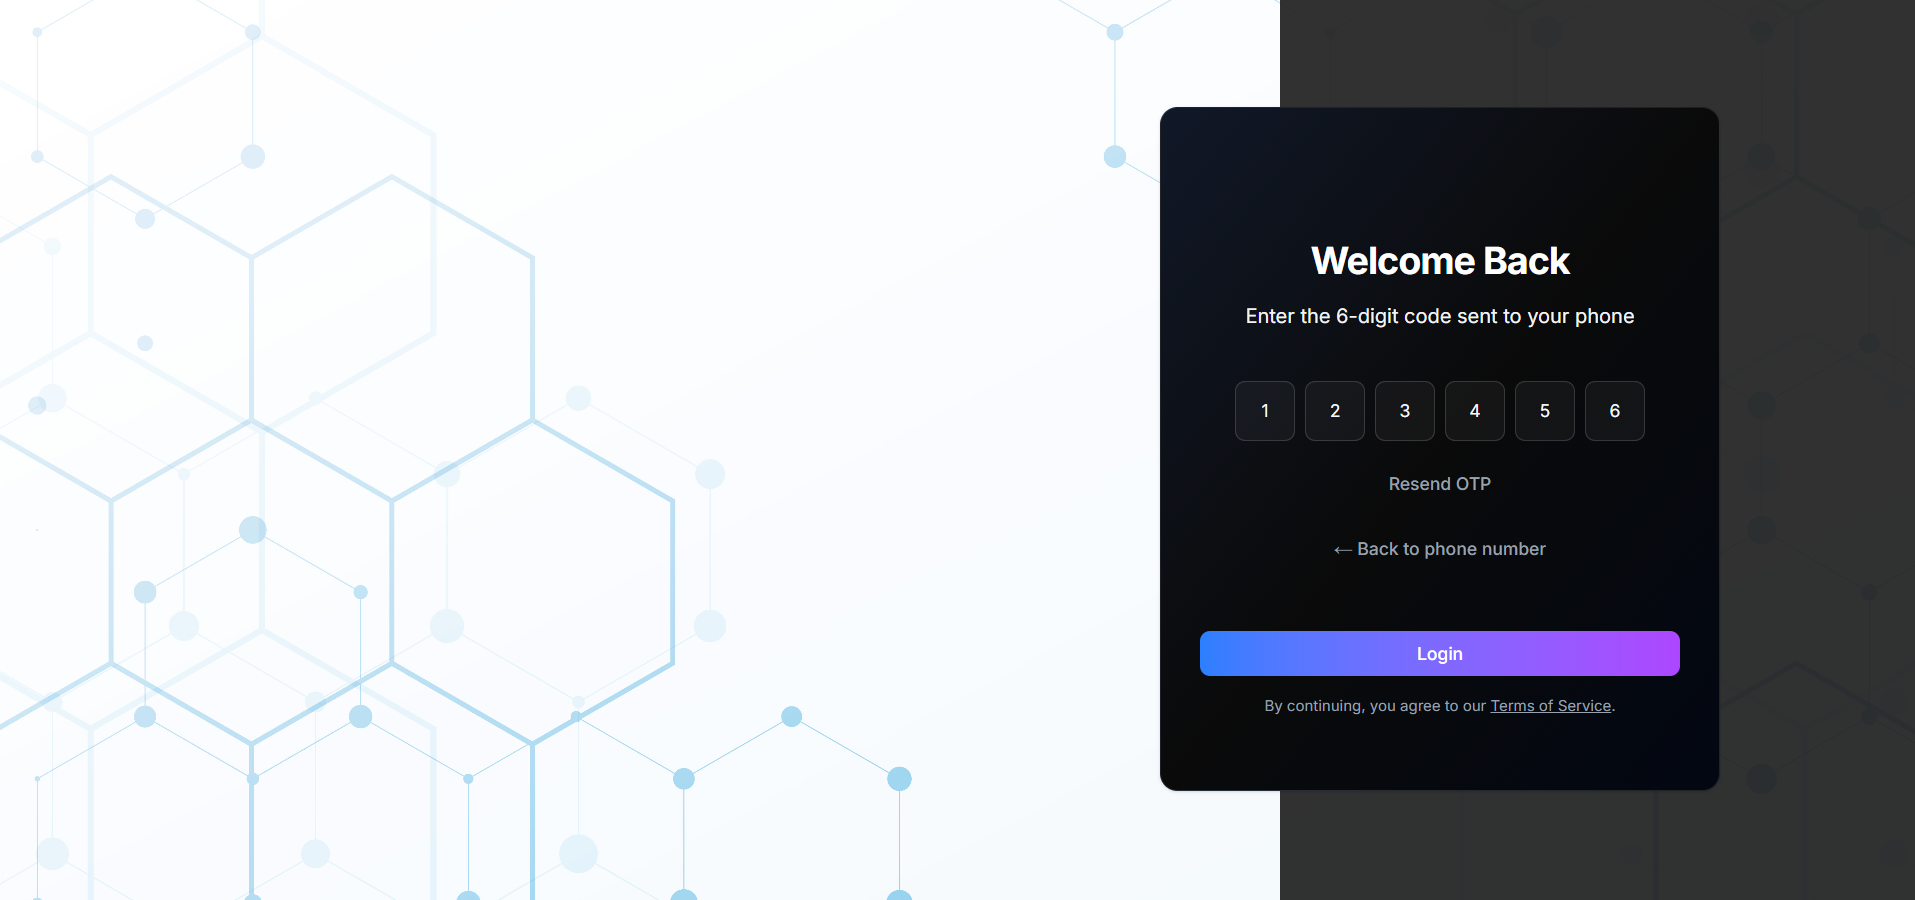 Welcome Back
Enter the 6-digit code sent to your phone
1 2 3 4 5 6
Resend OTP
← Back to phone number
Login
By continuing, you agree to our Terms of Service.